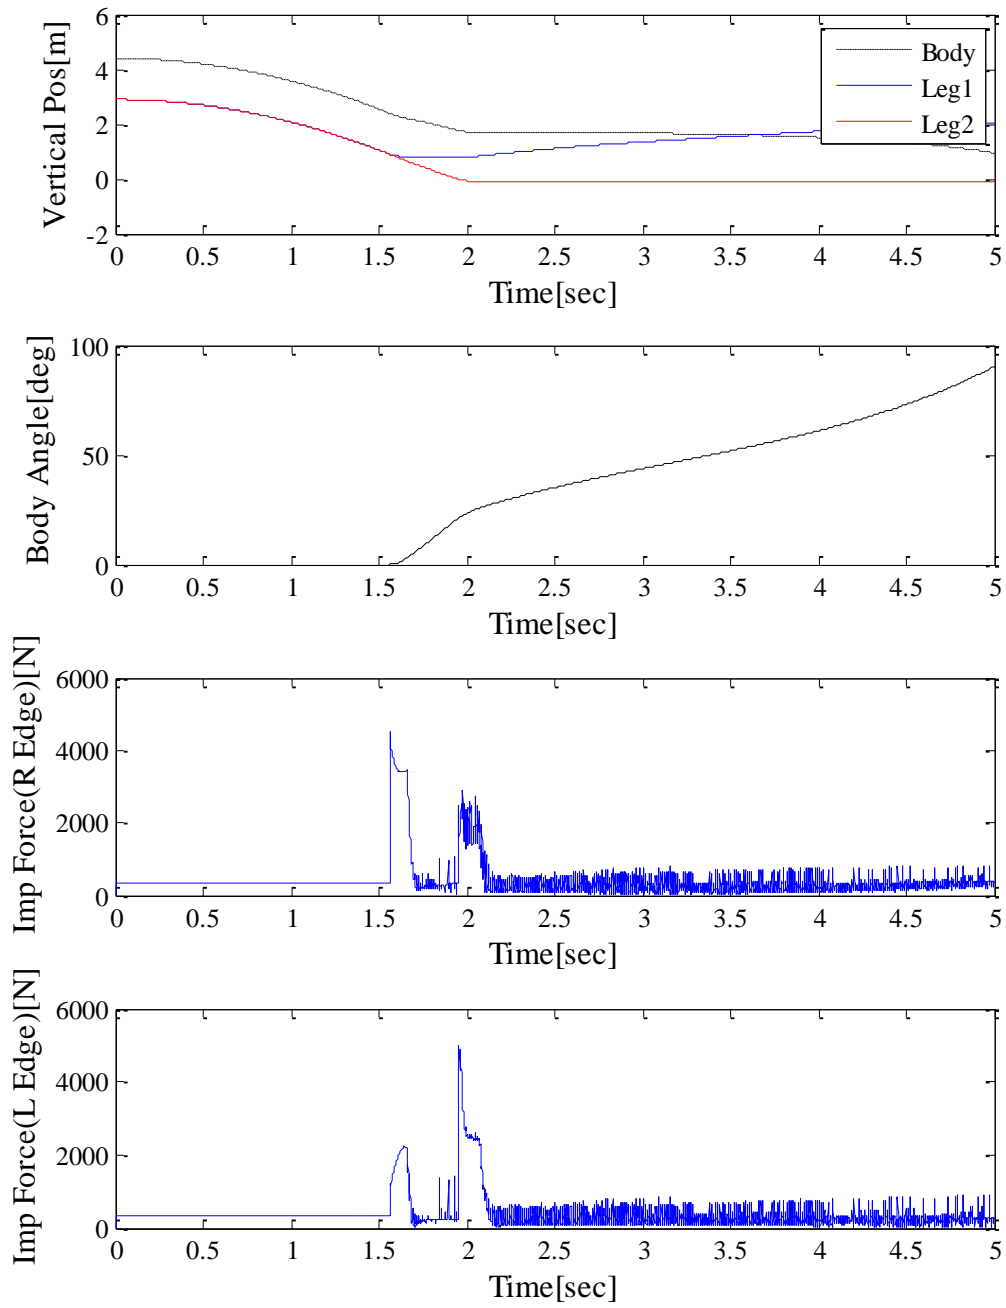 Vertical Pos[m]
6
4
2
0
-2
Body
Leg1
Leg2
0 0.5 1 1.5 2 2.5 3 3.5 4 4.5 5
Time[sec]
Body Angle[deg]
100
50
0
0 0.5 1 1.5 2 2.5 3 3.5 4 4.5 5
Time[sec]
Imp Force(R Edge)[N]
6000
4000
2000
0
0 0.5 1 1.5 2 2.5 3 3.5 4 4.5 5
Time[sec]
Imp Force(L Edge)[N]
6000
4000
2000
0
0 0.5 1 1.5 2 2.5 3 3.5 4 4.5 5
Time[sec]